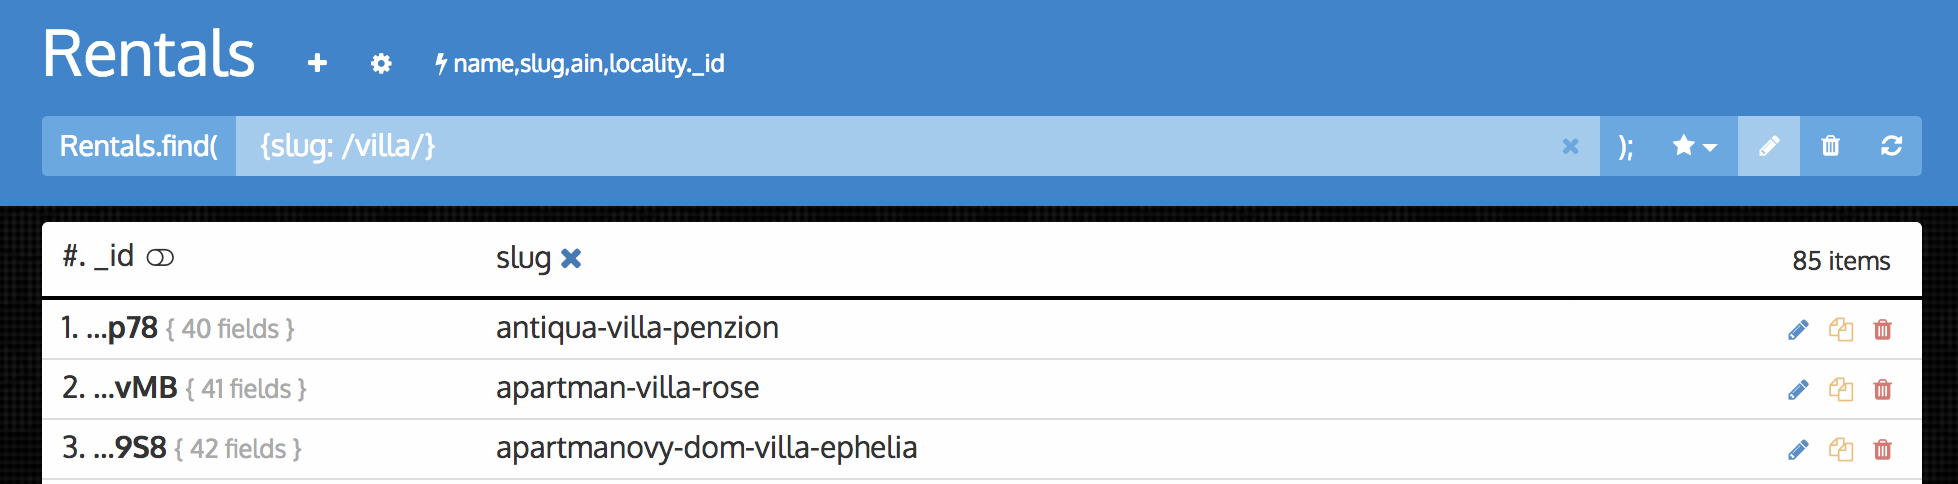 Rentals name,slug,ain,locality._id
Rentals.find( {slug: /villa/} );
#. _id slug 85 items
1. ...p78 { 40 fields } antiqua-villa-penzion
2. ...vMB { 41 fields } apartman-villa-rose
3. ...9S8 { 42 fields } apartmanovy-dom-villa-ephelia